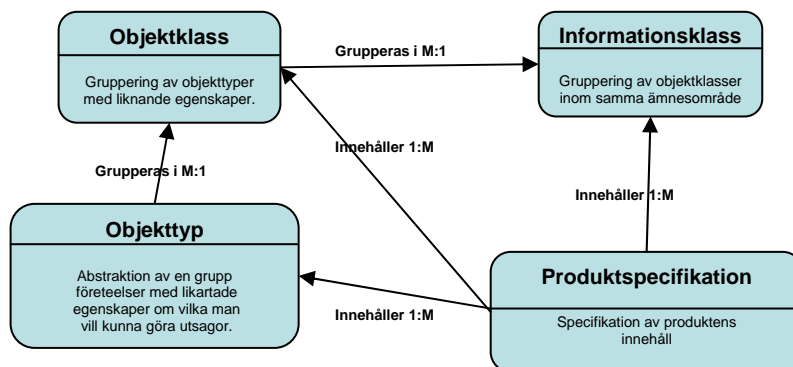 Objektklass
Gruppering av objekttyper
med liknande egenskaper.
Grupperas i M:1
Informationsklass
Gruppering av objektklasser
inom samma ämnesområde
Innehåller 1:M
Grupperas i M:1
Innehåller 1:M
Objekttyp
Abstraktion av en grupp
företeelser med likartade
egenskaper om vilka man
vill kunna göra utsagor.
Produktspecifikation
Specifikation av produktens
innehåll
Innehåller 1:M